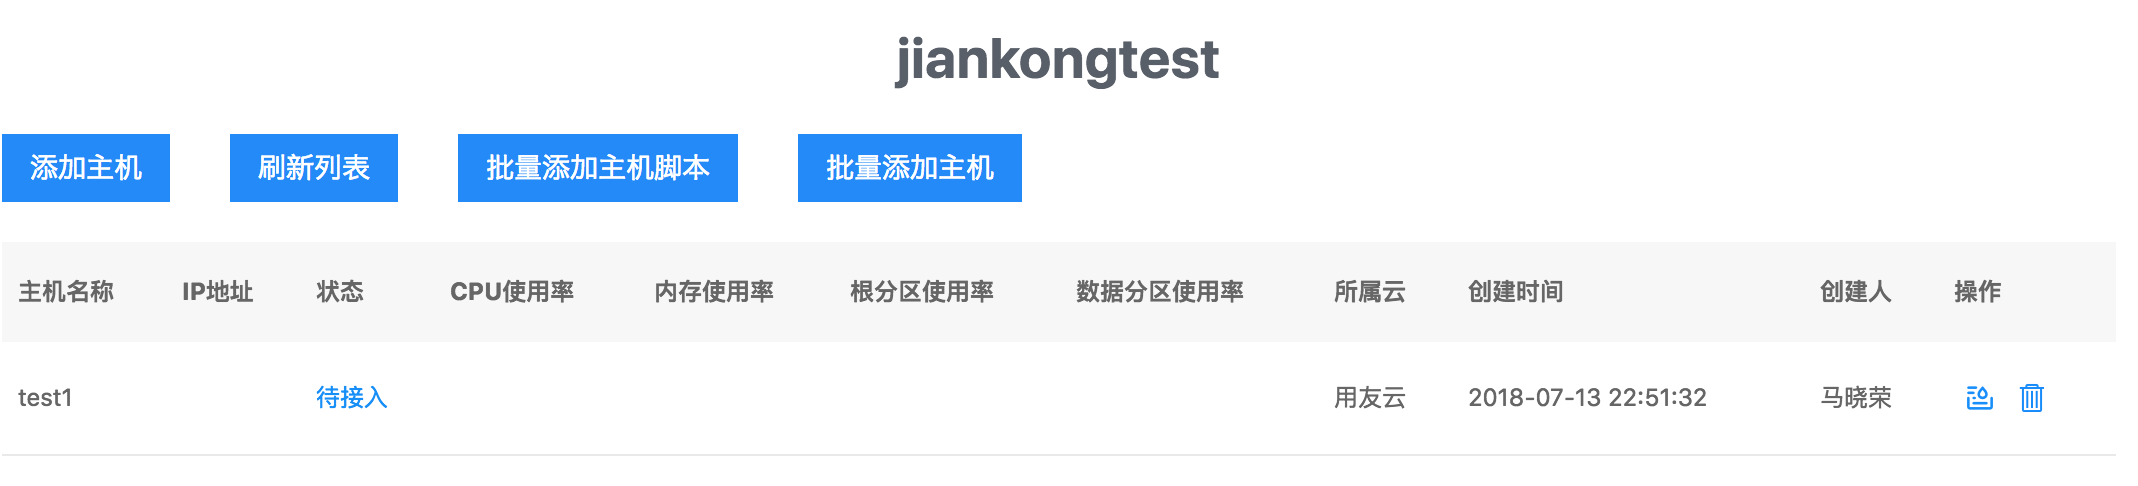 jiankongtest
添加主机 刷新列表 批量添加主机脚本 批量添加主机
主机名称 IP地址 状态 CPU使用率 内存使用率 根分区使用率 数据分区使用率 所属云 创建时间 创建人 操作
test1 待接入 用友云 2018-07-13 22:51:32 马晓荣